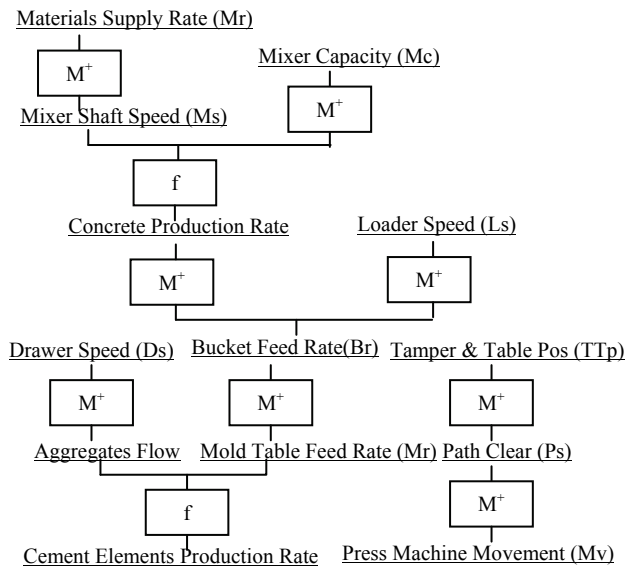 Materials Supply Rate (Mr)
Mixer Capacity (Mc)
M+
M+
Mixer Shaft Speed (Ms)
f
Concrete Production Rate
Loader Speed (Ls)
M+
M+
Drawer Speed (Ds)
Bucket Feed Rate(Br)
Tamper & Table Pos (TTp)
M+
M+
M+
Aggregates Flow
Mold Table Feed Rate (Mr)
Path Clear (Ps)
f
M+
Cement Elements Production Rate
Press Machine Movement (Mv)